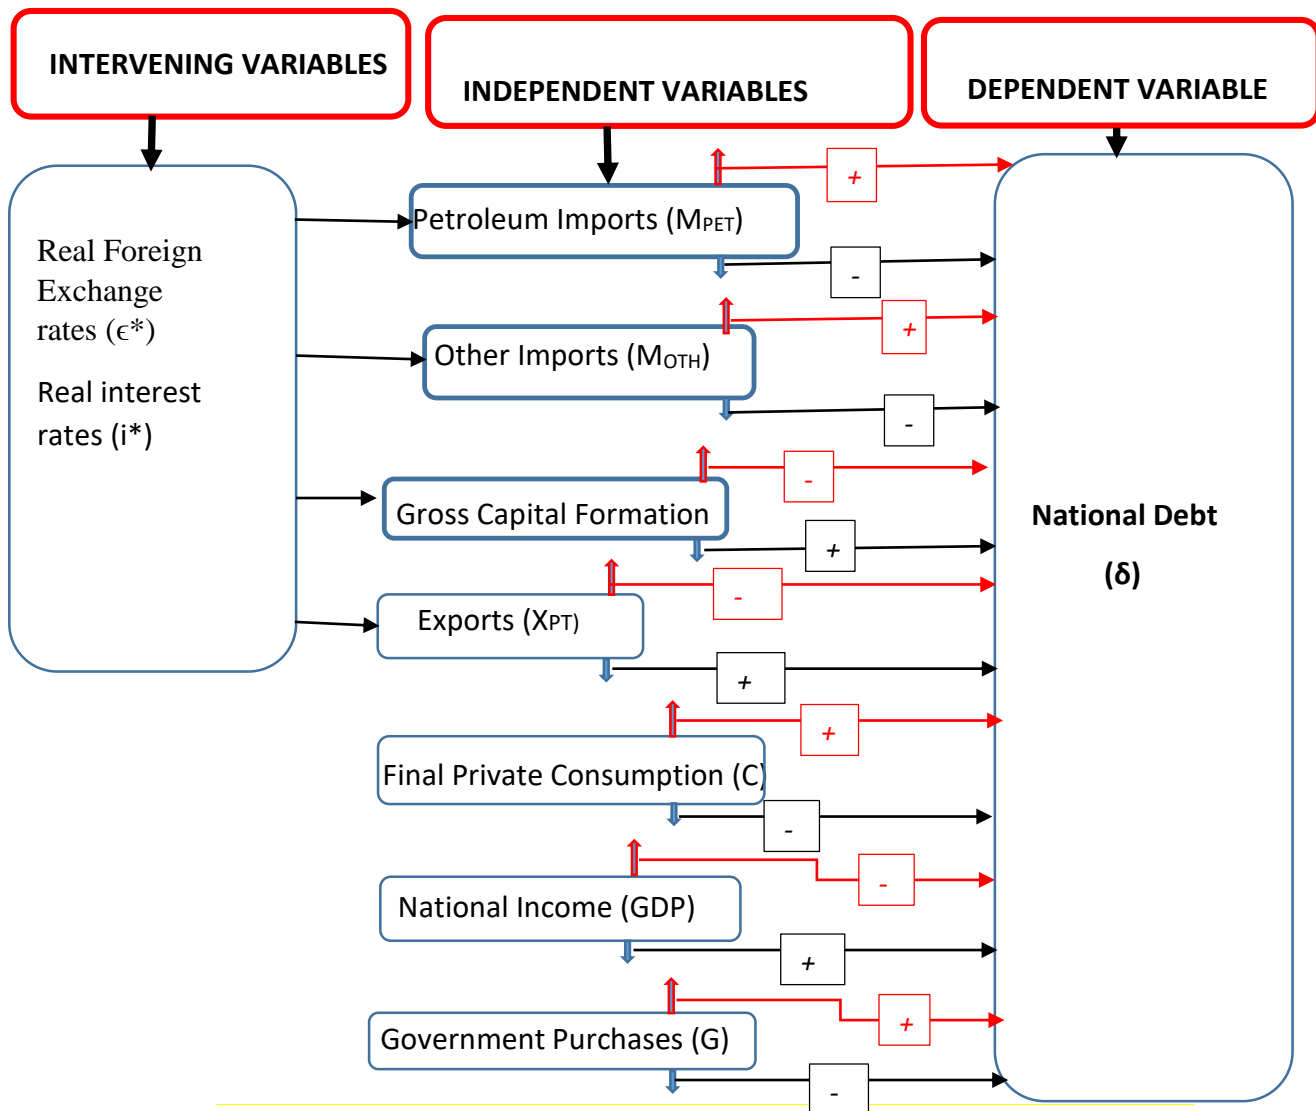 INTERVENING VARIABLES
INDEPENDENT VARIABLES
DEPENDENT VARIABLE
Real Foreign
Exchange
rates (ϵ*)
Real interest
rates (i*)
+
Petroleum Imports (MPET)
-
+
Other Imports (MOTH)
-
-
Gross Capital Formation
+
-
Exports (XPT)
+
+
Final Private Consumption (C)
-
-
National Income (GDP)
+
+
Government Purchases (G)
-
National Debt
(δ)